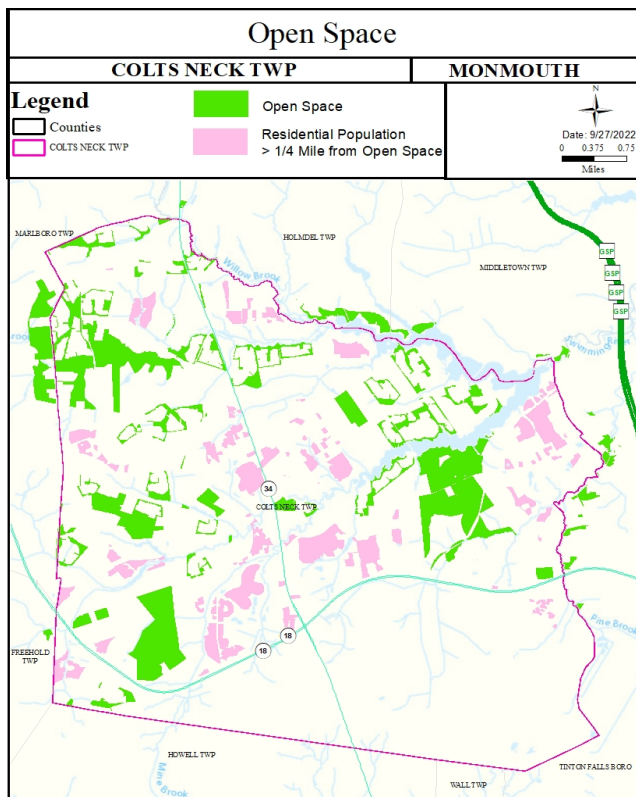 Open Space
COLTS NECK TWP
MONMOUTH
Legend
Counties
COLTS NECK TWP
Open Space
Residential Population
> 1/4 Mile from Open Space
N
Date: 9/27/2022
0 0.375 0.75
Miles
MARLBORO TWP
HOLMDEL TWP
MIDDLETOWN TWP
Willow Brook
GSP
GSP
GSP
GSP
Swimming
34
COLTS NECK TWP
18
18
Pine Brook
FREEHOLD
TWP
HOWELL TWP
Mine Brook
WALL TWP
TINTON FALLS BORO